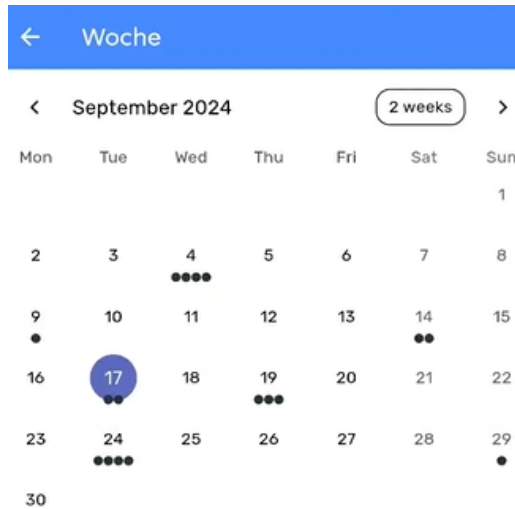 Woche
September 2024 2 weeks
Mon Tue Wed Thu Fri Sat Sun
1
2 3 4 5 6 7 8
9 10 11 12 13 14 15
16 17 18 19 20 21 22
23 24 25 26 27 28 29
30